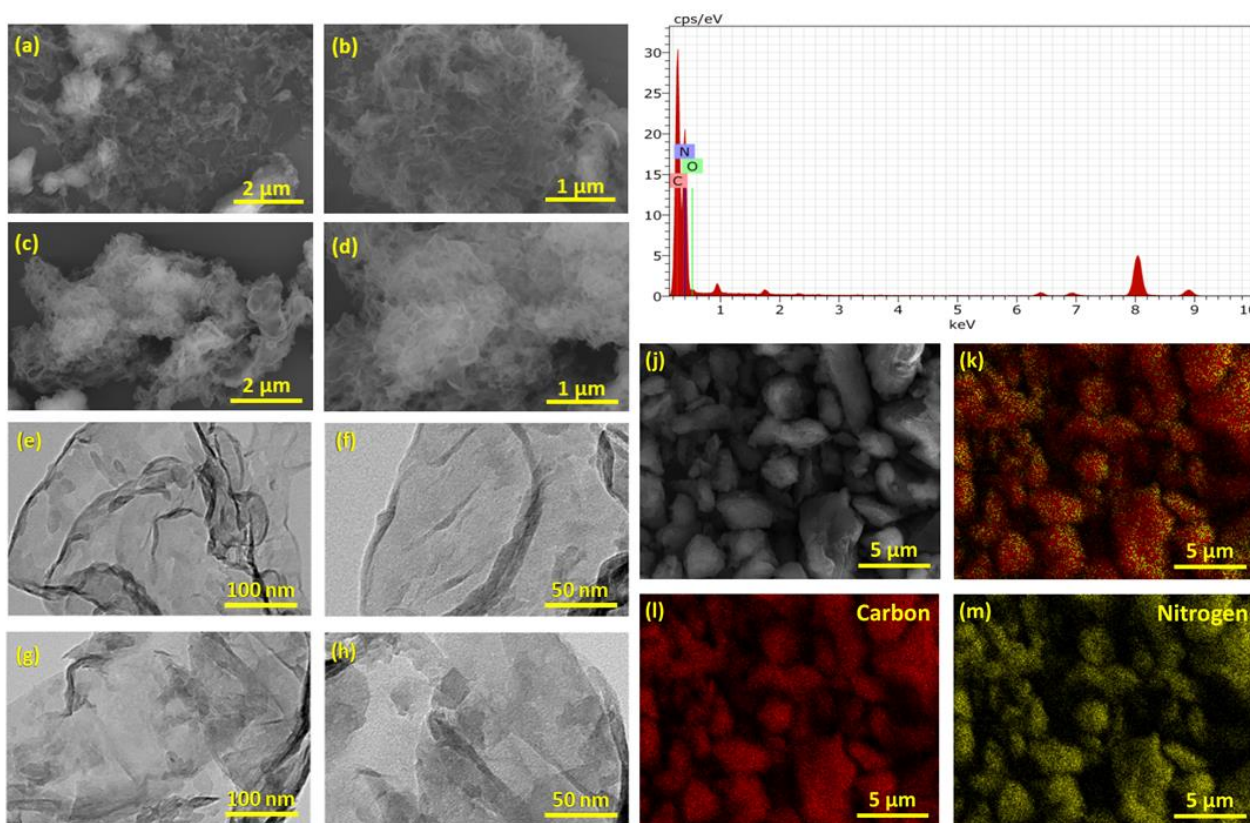 (a)
2 µm
(b)
1 µm
(c)
2 µm
(d)
1 µm
(e)
100 nm
(f)
50 nm
(g)
100 nm
(h)
50 nm
cps/eV
30
25
20
15
10
5
0
N
O
C
1 2 3 4 5 6 7 8 9 10
keV
(j)
5 µm
(k)
5 µm
(l) Carbon
5 µm
(m) Nitrogen
5 µm